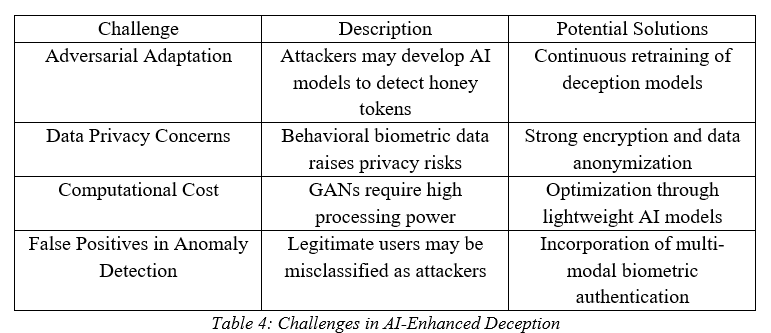 Challenge Description Potential Solutions
Adversarial Adaptation Attackers may develop AI Continuous retraining of
models to detect honey deception models
tokens
Data Privacy Concerns Behavioral biometric data Strong encryption and data
raises privacy risks anonymization
Computational Cost GANs require high Optimization through
processing power lightweight AI models
False Positives in Anomaly Legitimate users may be Incorporation of multi-
Detection misclassified as attackers modal biometric
authentication
Table 4: Challenges in AI-Enhanced Deception